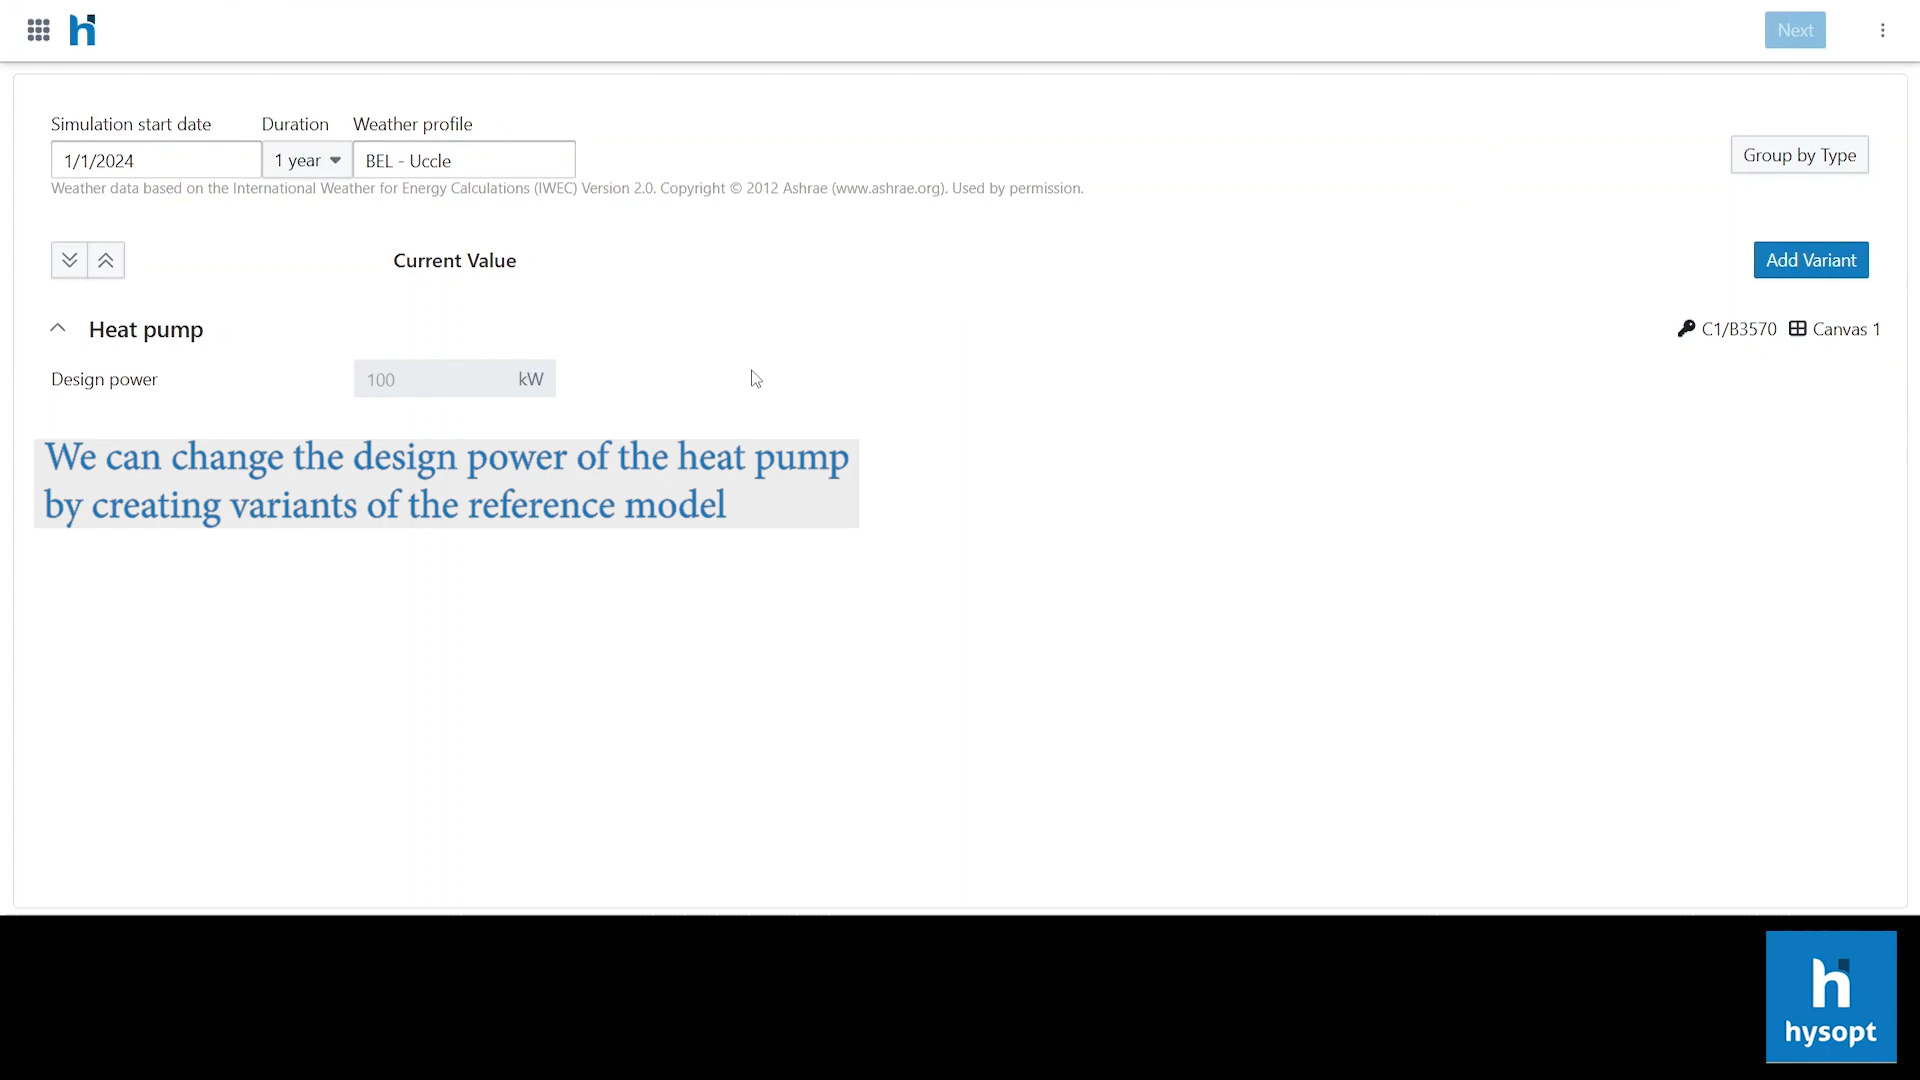 h
Next
Simulation start date
Duration
Weather profile
1/1/2024
1 year
BEL - Uccle
Group by Type
Weather data based on the International Weather for Energy Calculations (IWEC) Version 2.0. Copyright © 2012 Ashrae (www.ashrae.org). Used by permission.
Current Value
Add Variant
Heat pump
C1/B3570
Canvas 1
Design power
100 kW
We can change the design power of the heat pump
by creating variants of the reference model
h
hysopt